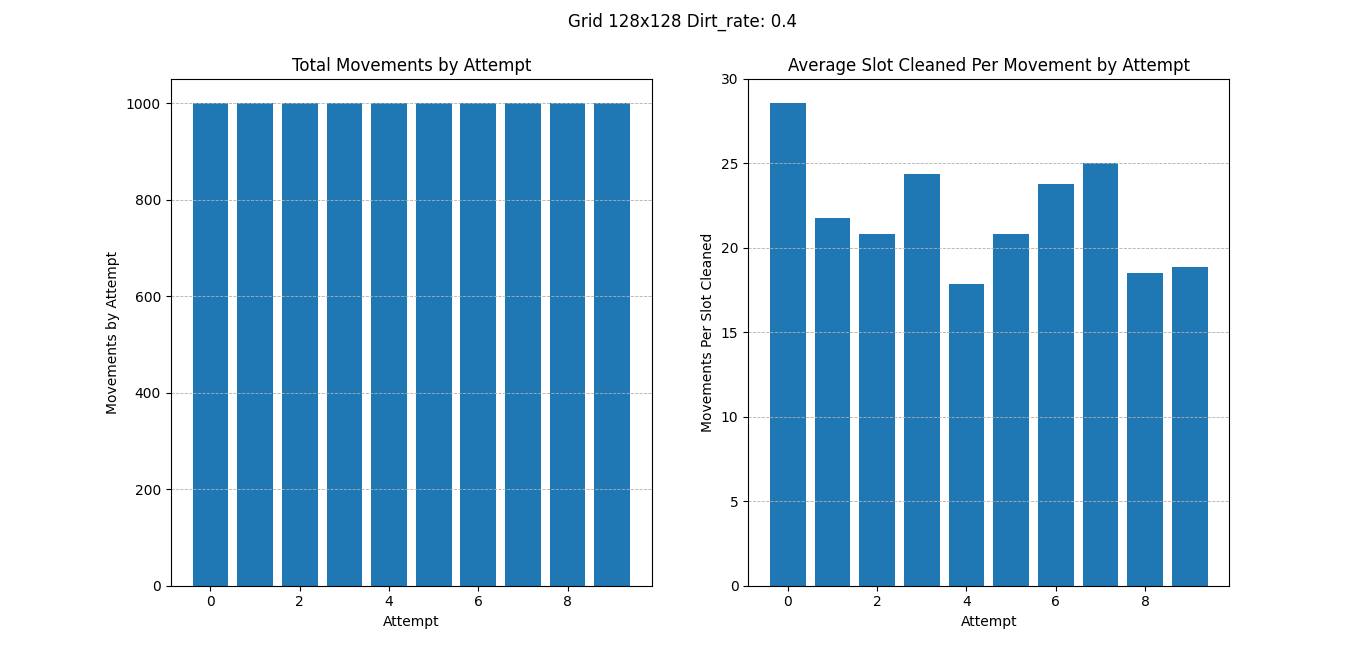 Grid 128x128 Dirt_rate: 0.4
Total Movements by Attempt
Movements by Attempt
1000
800
600
400
200
0
0 2 4 6 8
Attempt
Average Slot Cleaned Per Movement by Attempt
Movements Per Slot Cleaned
30
25
20
15
10
5
0
0 2 4 6 8
Attempt